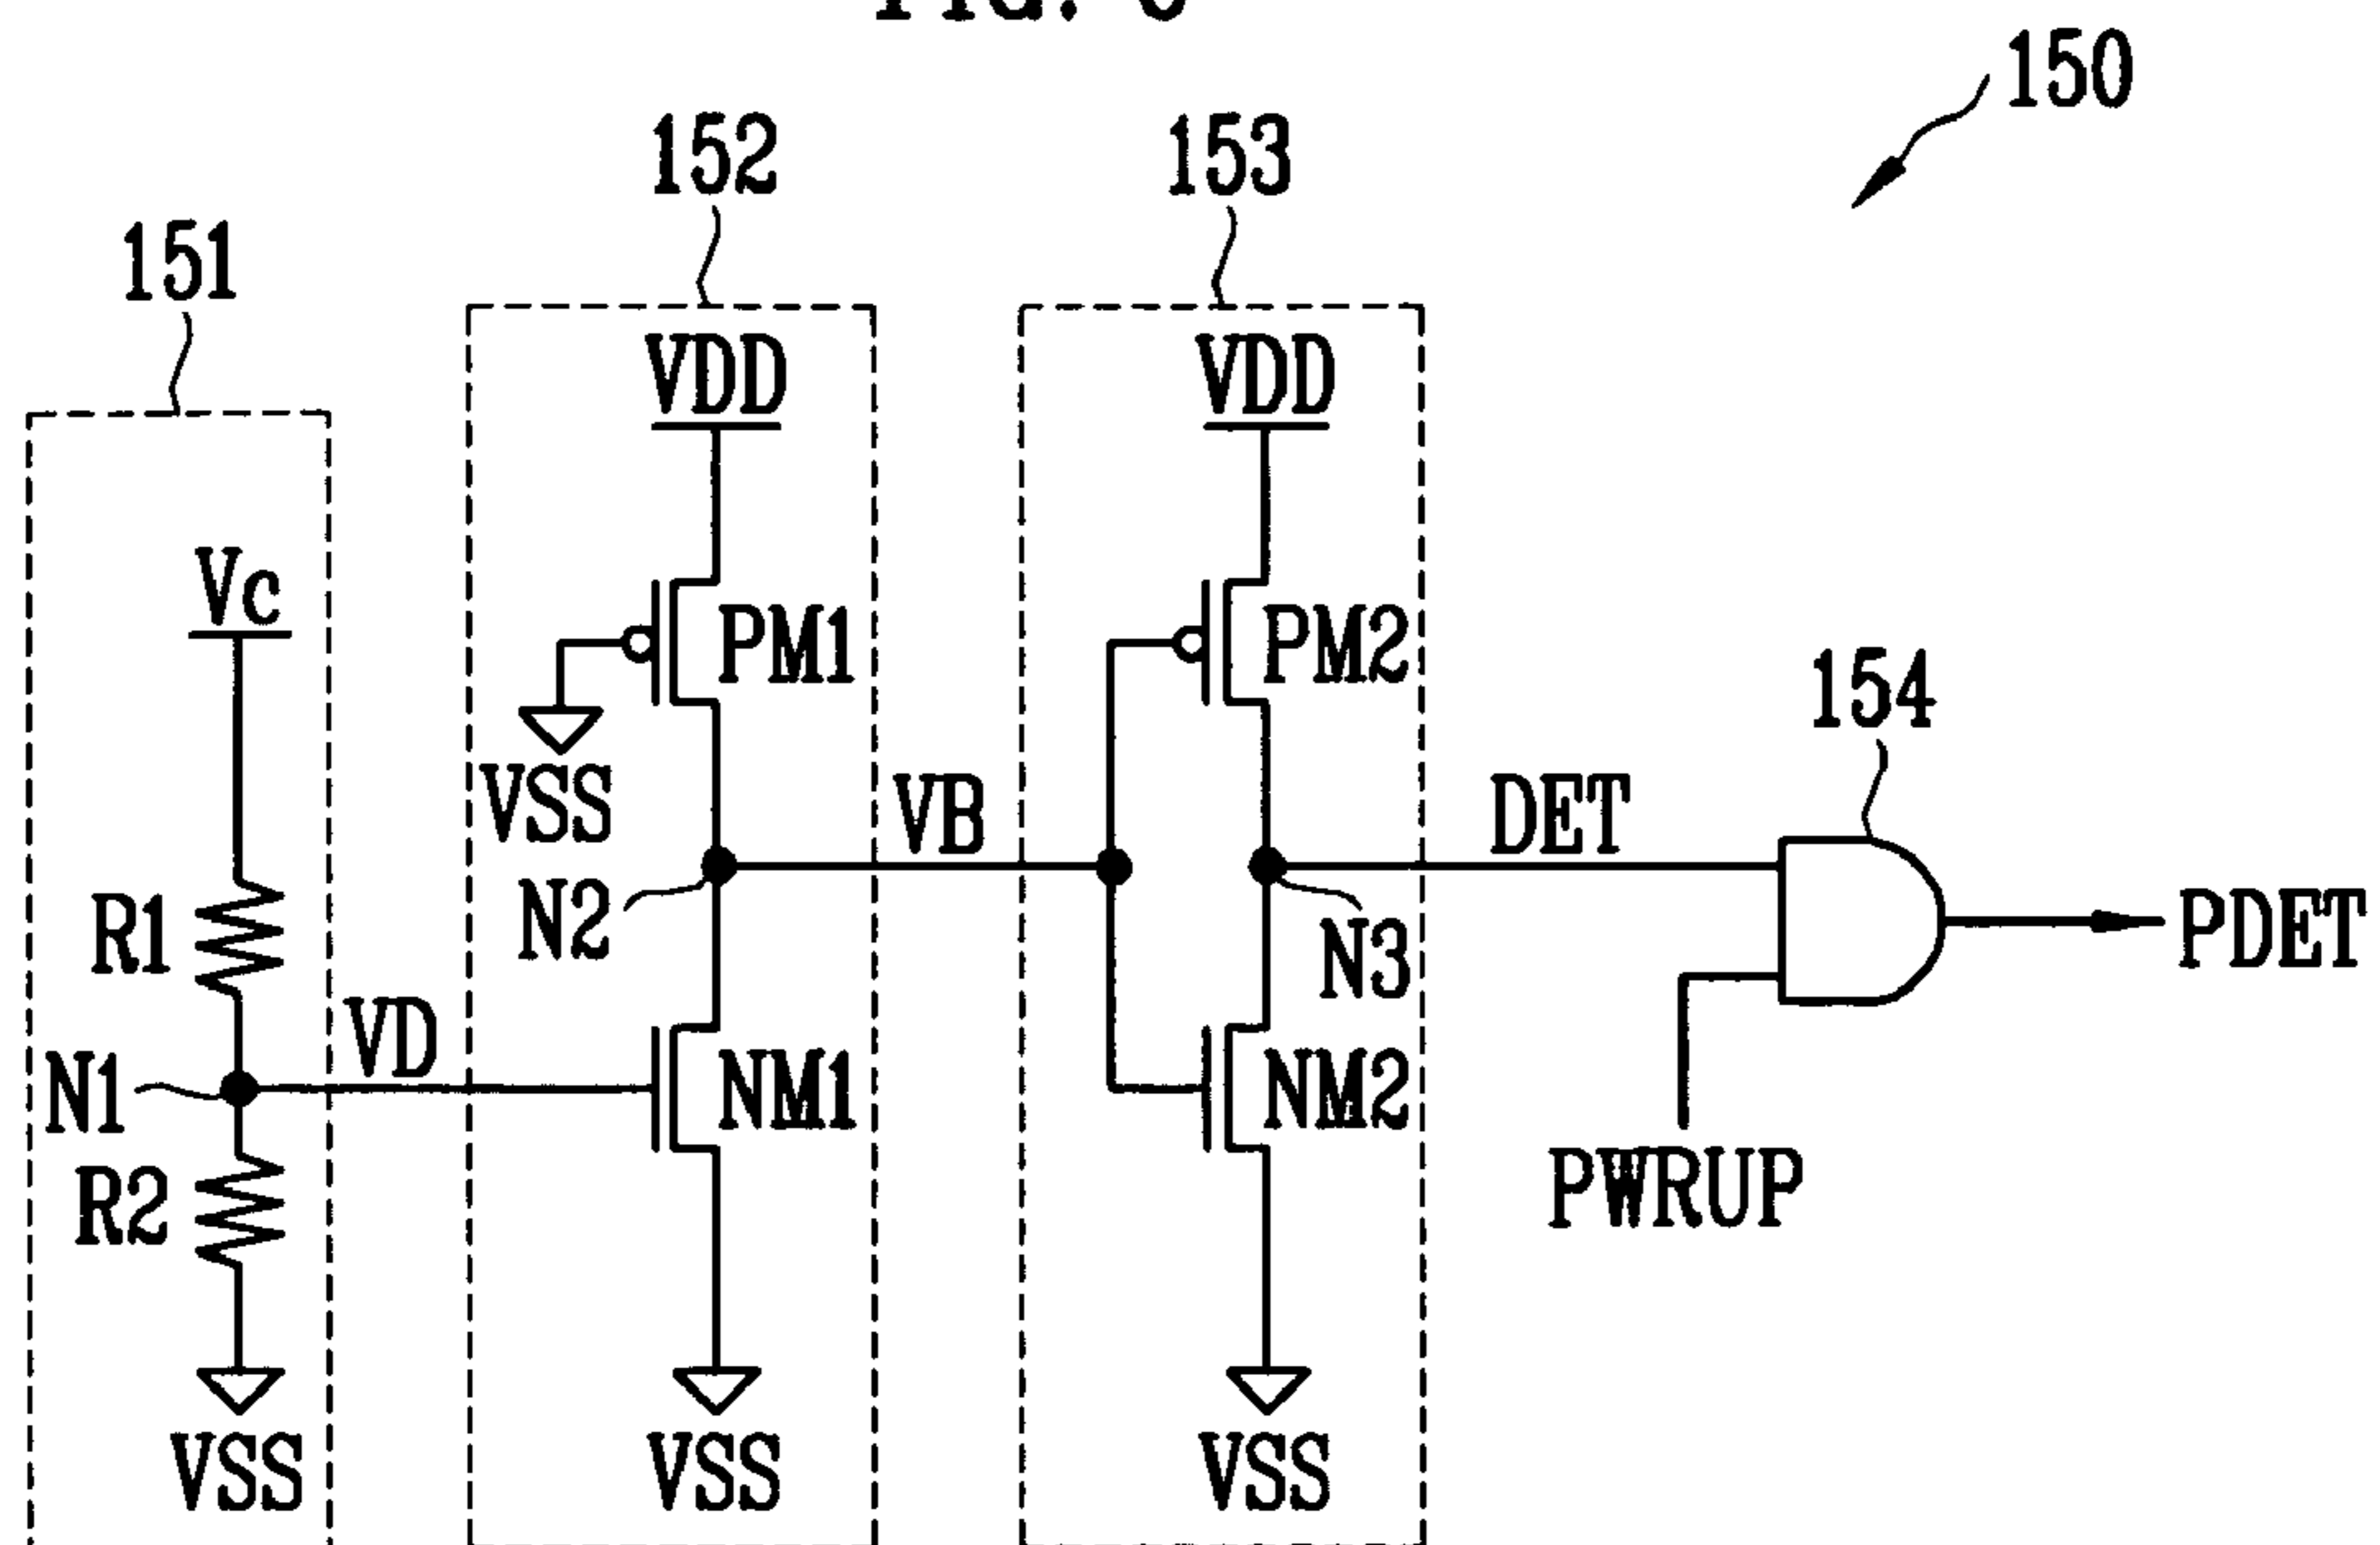 150
152
153
151
VDD
VDD
Vc
PM1
PM2
154
VSS
VB
DET
R1
N2
N3
PDET
VD
N1
NM1
NM2
R2
PWRUP
VSS
VSS
VSS